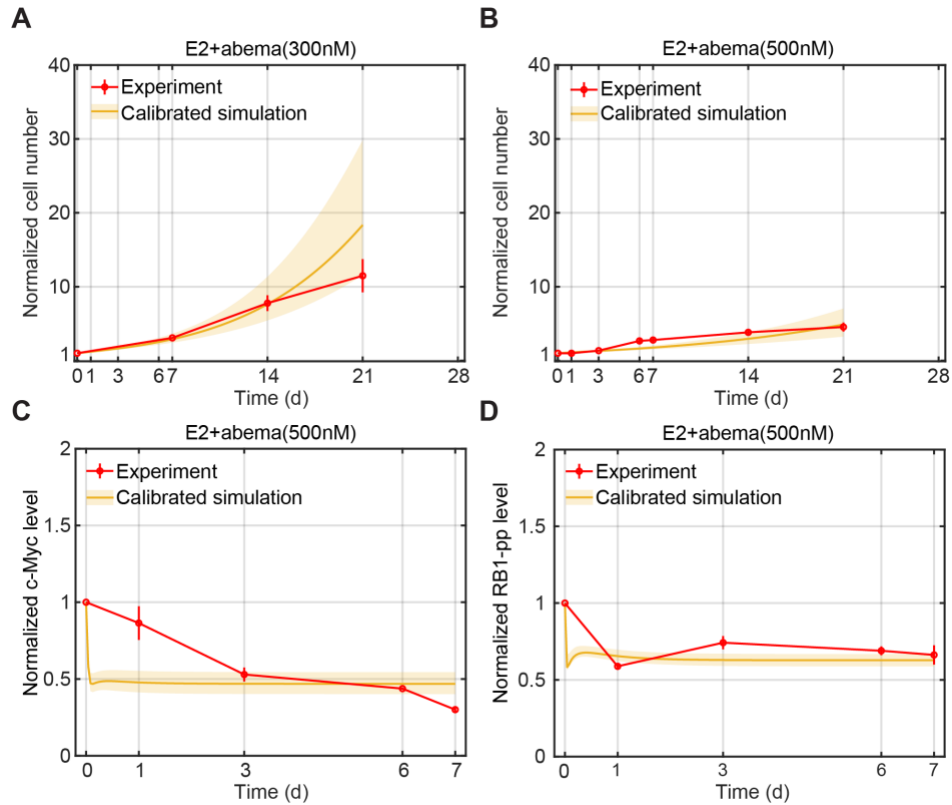 A
E2+abema(300nM)
40
30
20
10
1
Normalized cell number
Experiment
Calibrated simulation
0 1 3 6 7 14 21 28
Time (d)
B
E2+abema(500nM)
40
30
20
10
1
Normalized cell number
Experiment
Calibrated simulation
0 1 3 6 7 14 21 28
Time (d)
C
E2+abema(500nM)
2
1.5
1
0.5
0
Normalized c-Myc level
Experiment
Calibrated simulation
0 1 3 6 7
Time (d)
D
E2+abema(500nM)
2
1.5
1
0.5
0
Normalized RB1-pp level
Experiment
Calibrated simulation
0 1 3 6 7
Time (d)